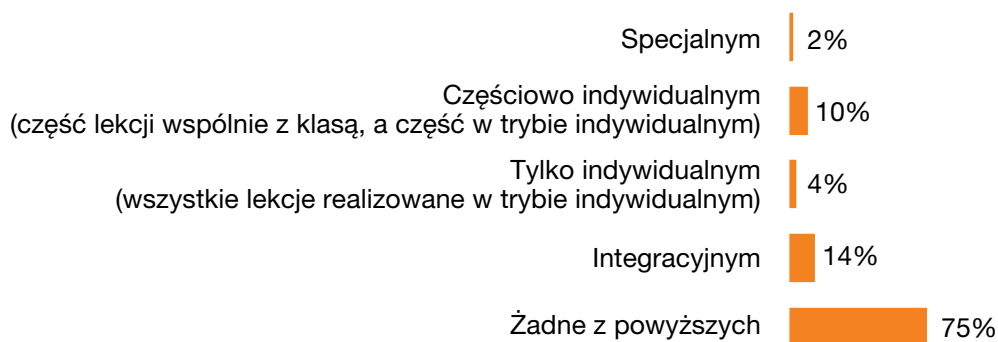 Specjalnym 2%
Częściowo indywidualnym
(część lekcji wspólnie z klasą, a część w trybie indywidualnym) 10%
Tylko indywidualnym
(wszystkie lekcje realizowane w trybie indywidualnym) 4%
Integracyjnym 14%
Żadne z powyższych 75%